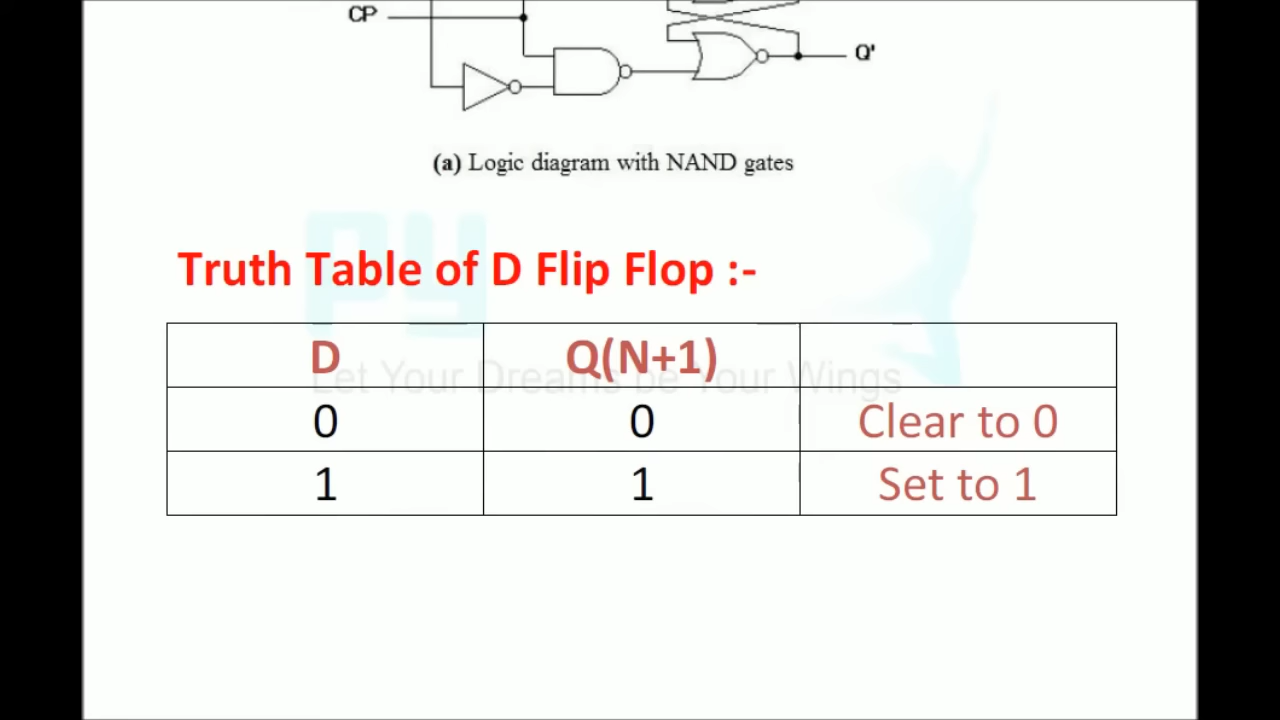 CP
Q'
(a) Logic diagram with NAND gates
PY
Truth Table of D Flip Flop :-
D Q(N+1)
Let Your Dreams be Your Wings
0 0 Clear to 0
1 1 Set to 1